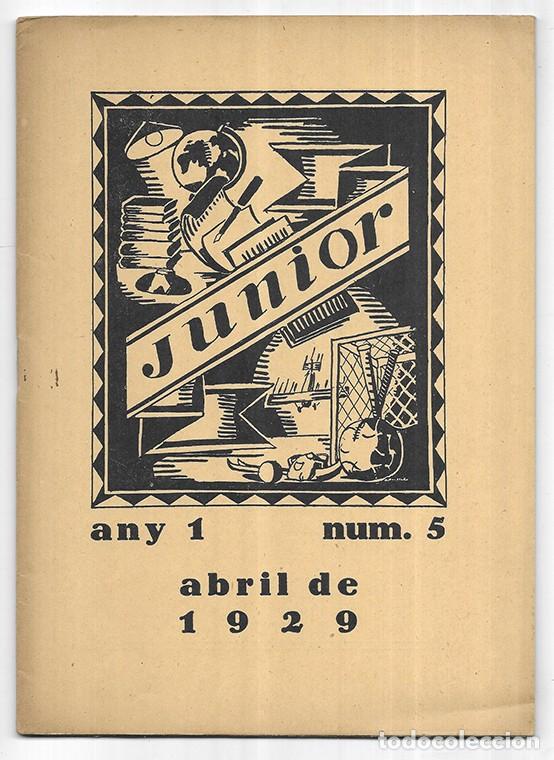 Junior
any 1 num. 5
abril de
1929
todocoleccion